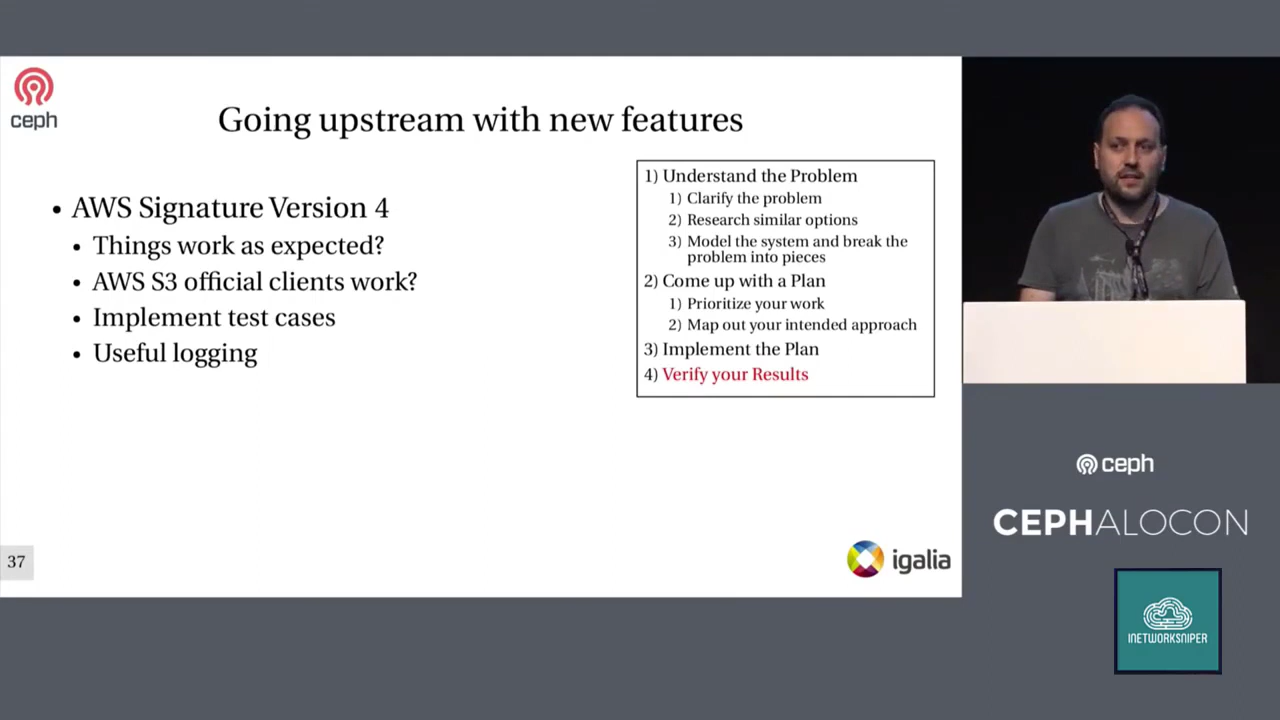 ceph
Going upstream with new features
• AWS Signature Version 4
• Things work as expected?
• AWS S3 official clients work?
• Implement test cases
• Useful logging
1) Understand the Problem
1) Clarify the problem
2) Research similar options
3) Model the system and break the
problem into pieces
2) Come up with a Plan
1) Prioritize your work
2) Map out your intended approach
3) Implement the Plan
4) Verify your Results
37
igalia
ceph
CEPHALOCON
INETWORKSNIPER